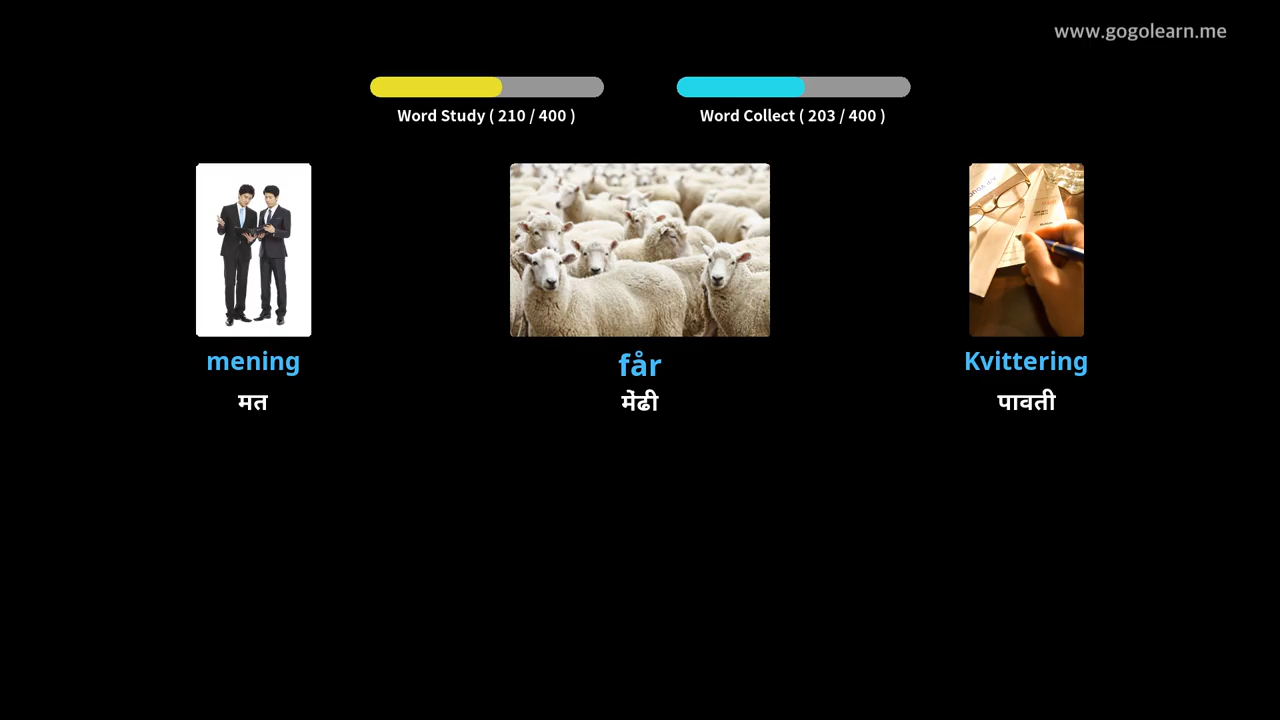 www.gogolearn.me
Word Study ( 210 / 400 )
Word Collect ( 203 / 400 )
mening
får
Kvittering
मत
मेंढी
पावती